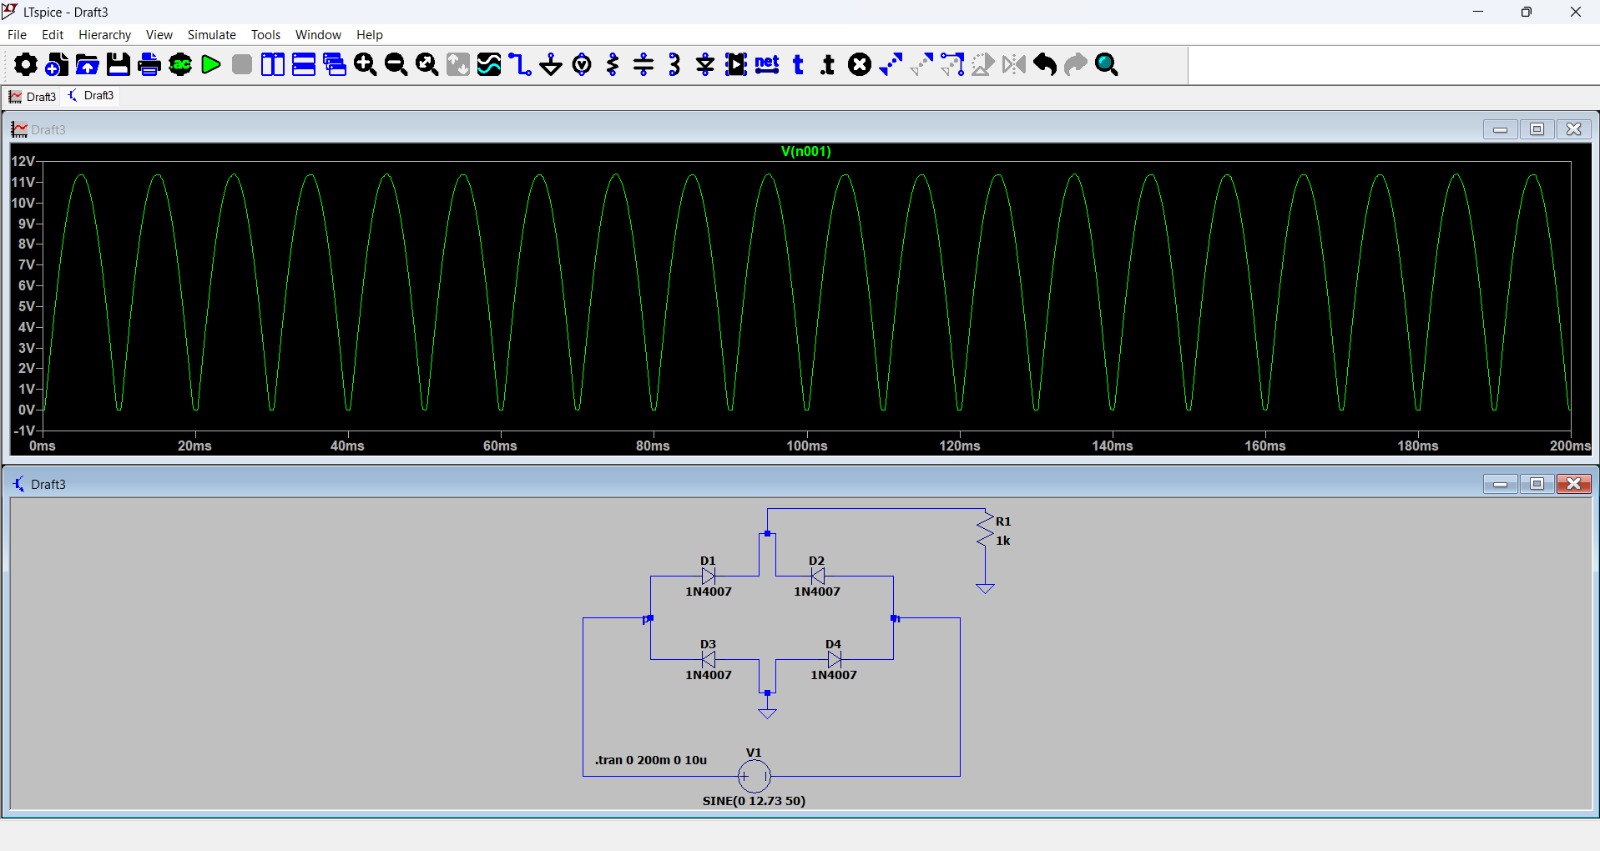 LTspice - Draft3
File Edit Hierarchy View Simulate Tools Window Help
ac
net t .t
Draft3 Draft3
Draft3
V(n001)
12V
11V
10V
9V
8V
7V
6V
5V
4V
3V
2V
1V
0V
-1V
0ms 20ms 40ms 60ms 80ms 100ms 120ms 140ms 160ms 180ms 200ms
Draft3
R1
1k
D1 D2
1N4007 1N4007
p n
D3 D4
1N4007 1N4007
V1
.tran 0 200m 0 10u
SINE(0 12.73 50)